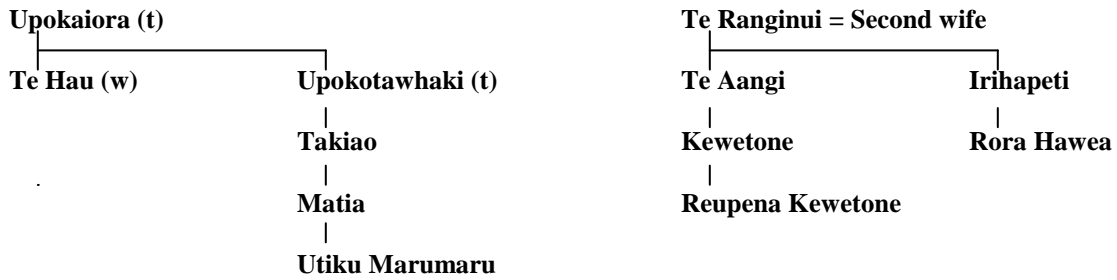 Upokaiora (t) Te Ranginui = Second wife
Te Hau (w) Upokotawhaki (t) Te Aangi Irihapeti
Takiao Kewetone Rora Hawea
Matia Reupena Kewetone
Utiku Marumaru